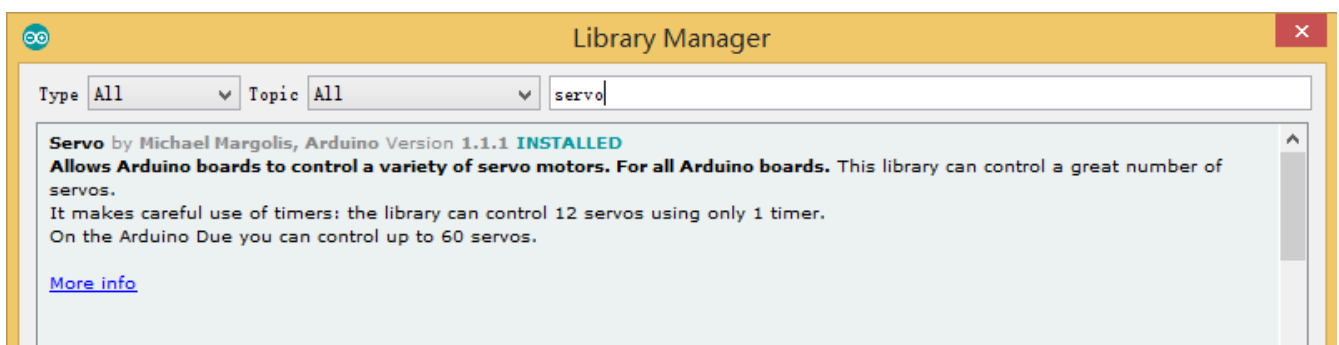 Library Manager
Type All Topic All servo
Servo by Michael Margolis, Arduino Version 1.1.1 INSTALLED
Allows Arduino boards to control a variety of servo motors. For all Arduino boards. This library can control a great number of
servos.
It makes careful use of timers: the library can control 12 servos using only 1 timer.
On the Arduino Due you can control up to 60 servos.
More info